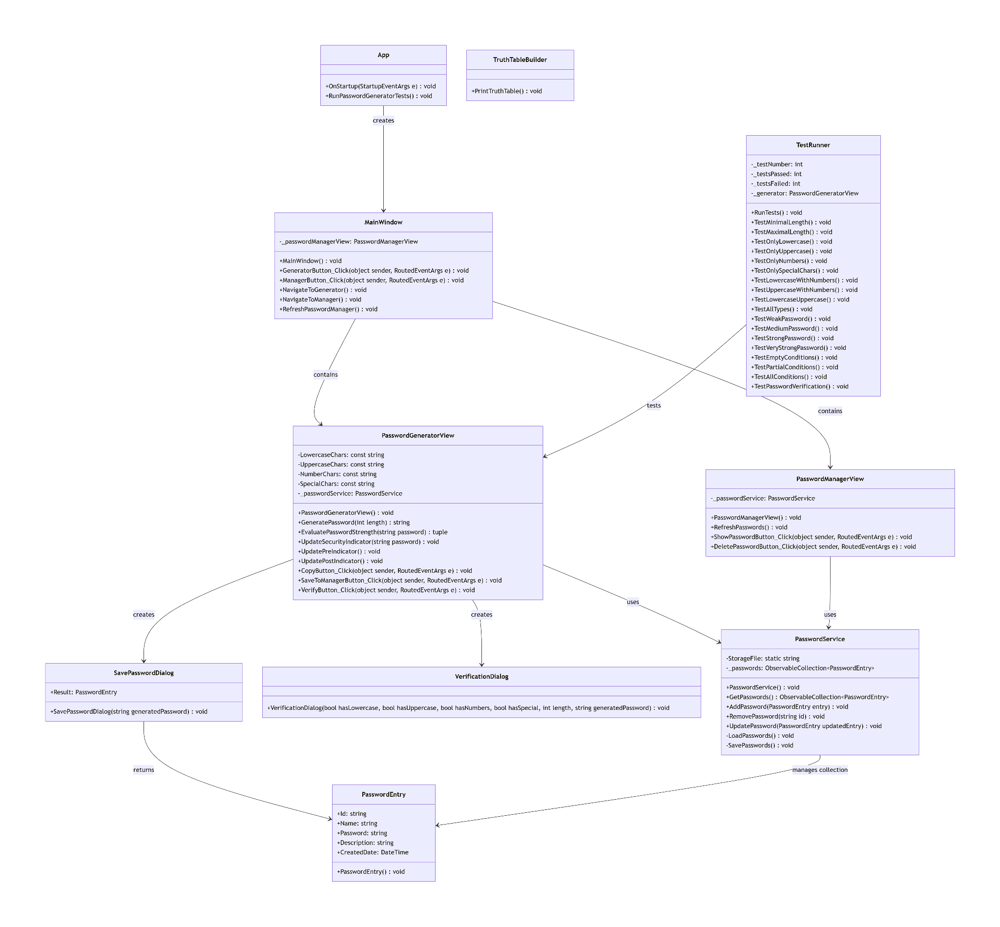 App
+OnStartup(StartupEventArgs e) : void
+RunPasswordGeneratorTests() : void
TruthTableBuilder
+PrintTruthTable() : void
creates
TestRunner
-_testNumber: int
-_testsPassed: int
-_testsFailed: int
-_generator: PasswordGeneratorView
+RunTests() : void
+TestMinimalLength() : void
+TestMaximalLength() : void
+TestOnlyLowercase() : void
+TestOnlyUppercase() : void
+TestOnlyNumbers() : void
+TestOnlySpecialChars() : void
+TestLowercaseWithNumbers() : void
+TestUppercaseWithNumbers() : void
+TestLowercaseUppercase() : void
+TestAllTypes() : void
+TestWeakPassword() : void
+TestMediumPassword() : void
+TestStrongPassword() : void
+TestVeryStrongPassword() : void
+TestEmptyConditions() : void
+TestPartialConditions() : void
+TestAllConditions() : void
+TestPasswordVerification() : void
MainWindow
-_passwordManagerView: PasswordManagerView
+MainWindow() : void
+GeneratorButton_Click(object sender, RoutedEventArgs e) : void
+ManagerButton_Click(object sender, RoutedEventArgs e) : void
+NavigateToGenerator() : void
+NavigateToManager() : void
+RefreshPasswordManager() : void
contains
tests
contains
PasswordGeneratorView
-LowercaseChars: const string
-UppercaseChars: const string
-NumberChars: const string
-SpecialChars: const string
-_passwordService: PasswordService
+PasswordGeneratorView() : void
+GeneratePassword(int length) : string
+EvaluatePasswordStrength(string password) : tuple
+UpdateSecurityIndicator(string password) : void
+UpdatePreIndicator() : void
+UpdatePostIndicator() : void
+CopyButton_Click(object sender, RoutedEventArgs e) : void
+SaveToManagerButton_Click(object sender, RoutedEventArgs e) : void
+VerifyButton_Click(object sender, RoutedEventArgs e) : void
PasswordManagerView
-_passwordService: PasswordService
+PasswordManagerView() : void
+RefreshPasswords() : void
+ShowPasswordButton_Click(object sender, RoutedEventArgs e) : void
+DeletePasswordButton_Click(object sender, RoutedEventArgs e) : void
creates
creates
uses
uses
SavePasswordDialog
+Result: PasswordEntry
+SavePasswordDialog(string generatedPassword) : void
VerificationDialog
+VerificationDialog(bool hasLowercase, bool hasUppercase, bool hasNumbers, bool hasSpecial, int length, string generatedPassword) : void
PasswordService
-StorageFile: static string
-_passwords: ObservableCollection<PasswordEntry>
+PasswordService() : void
+GetPasswords() : ObservableCollection<PasswordEntry>
+AddPassword(PasswordEntry entry) : void
+RemovePassword(string id) : void
+UpdatePassword(PasswordEntry updatedEntry) : void
-LoadPasswords() : void
-SavePasswords() : void
returns
manages collection
PasswordEntry
+Id: string
+Name: string
+Password: string
+Description: string
+CreatedDate: DateTime
+PasswordEntry() : void